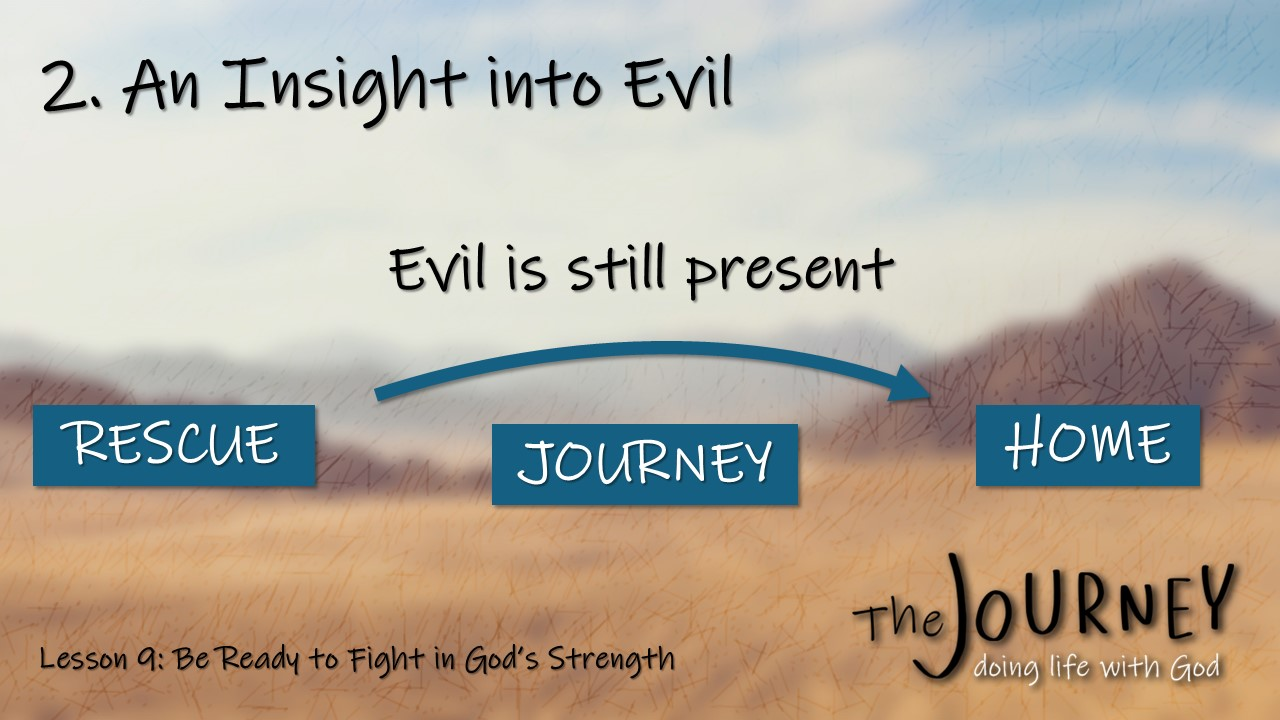 2. An Insight into Evil
Evil is still present
RESCUE
JOURNEY
HOME
The JOURNEY
doing life with God
Lesson 9: Be Ready to Fight in God's Strength